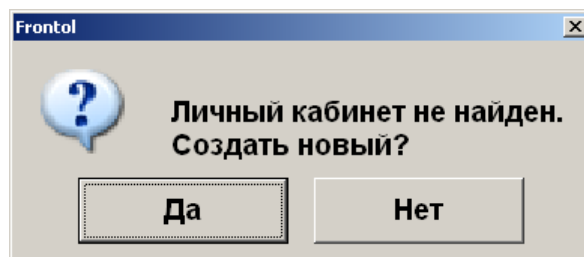 Frontol
Личный кабинет не найден.
Создать новый?
Да
Нет